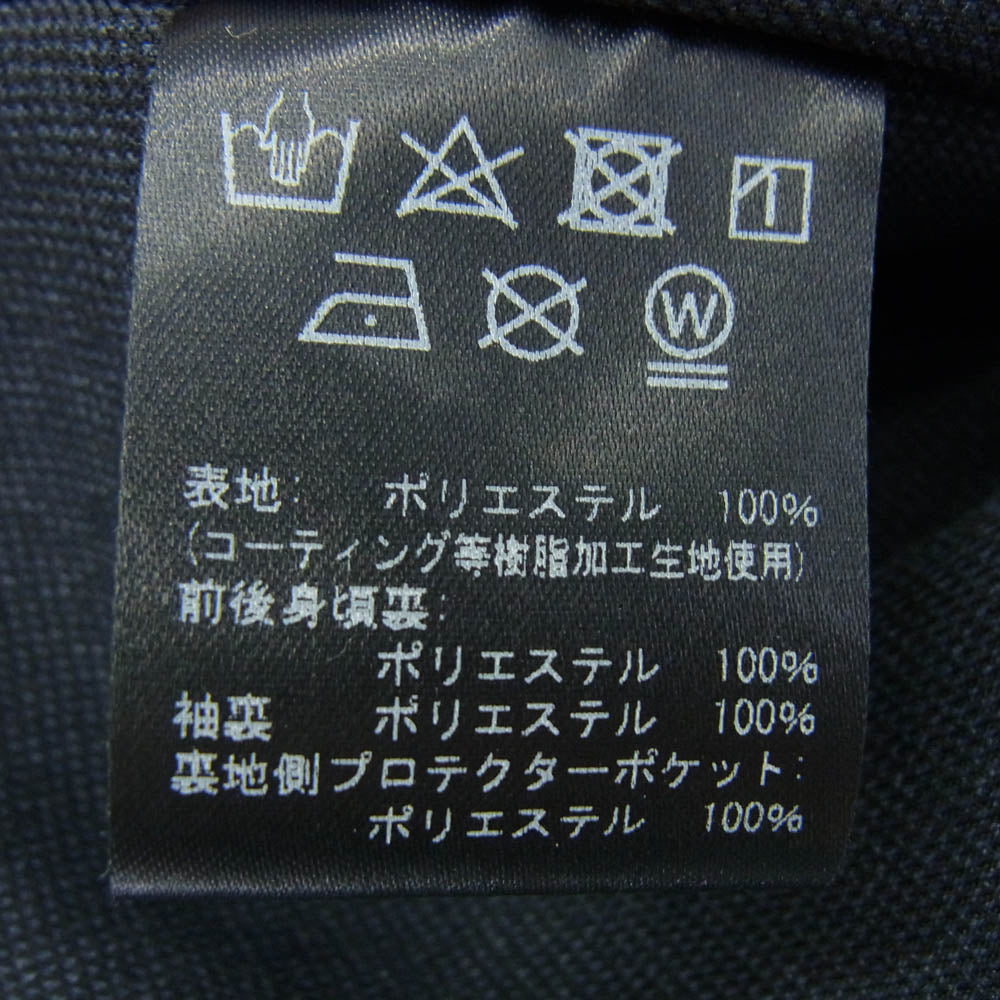 W
表地: ポリエステル 100%
(コーティング等樹脂加工生地使用)
前後身頃裏:
ポリエステル 100%
袖裏 ポリエステル 100%
裏地側プロテクターポケット:
ポリエステル 100%